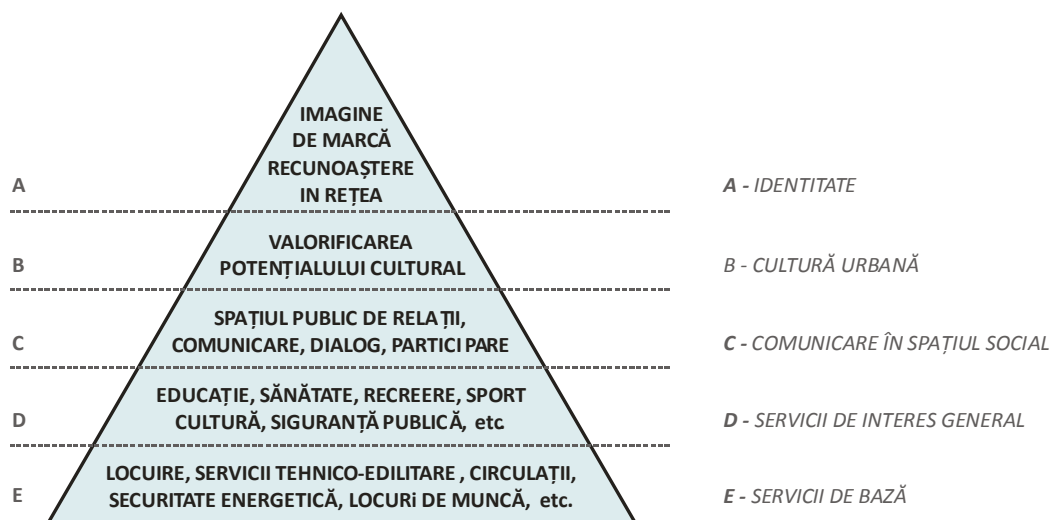 IMAGINE
DE MARCĂ
RECUNOAȘTERE
IN REȚEA
A
A - IDENTITATE
VALORIFICAREA
POTENȚIALULUI CULTURAL
B
B - CULTURĂ URBANĂ
SPAȚIUL PUBLIC DE RELAȚII,
COMUNICARE, DIALOG, PARTICIPARE
C
C - COMUNICARE ÎN SPAȚIUL SOCIAL
EDUCAȚIE, SĂNĂTATE, RECREERE, SPORT
CULTURĂ, SIGURANȚĂ PUBLICĂ, etc.
D
D - SERVICII DE INTERES GENERAL
LOCUIRE, SERVICII TEHNICO-EDILITARE , CIRCULAȚII,
SECURITATE ENERGETICĂ, LOCURi DE MUNCĂ, etc.
E
E - SERVICII DE BAZĂ